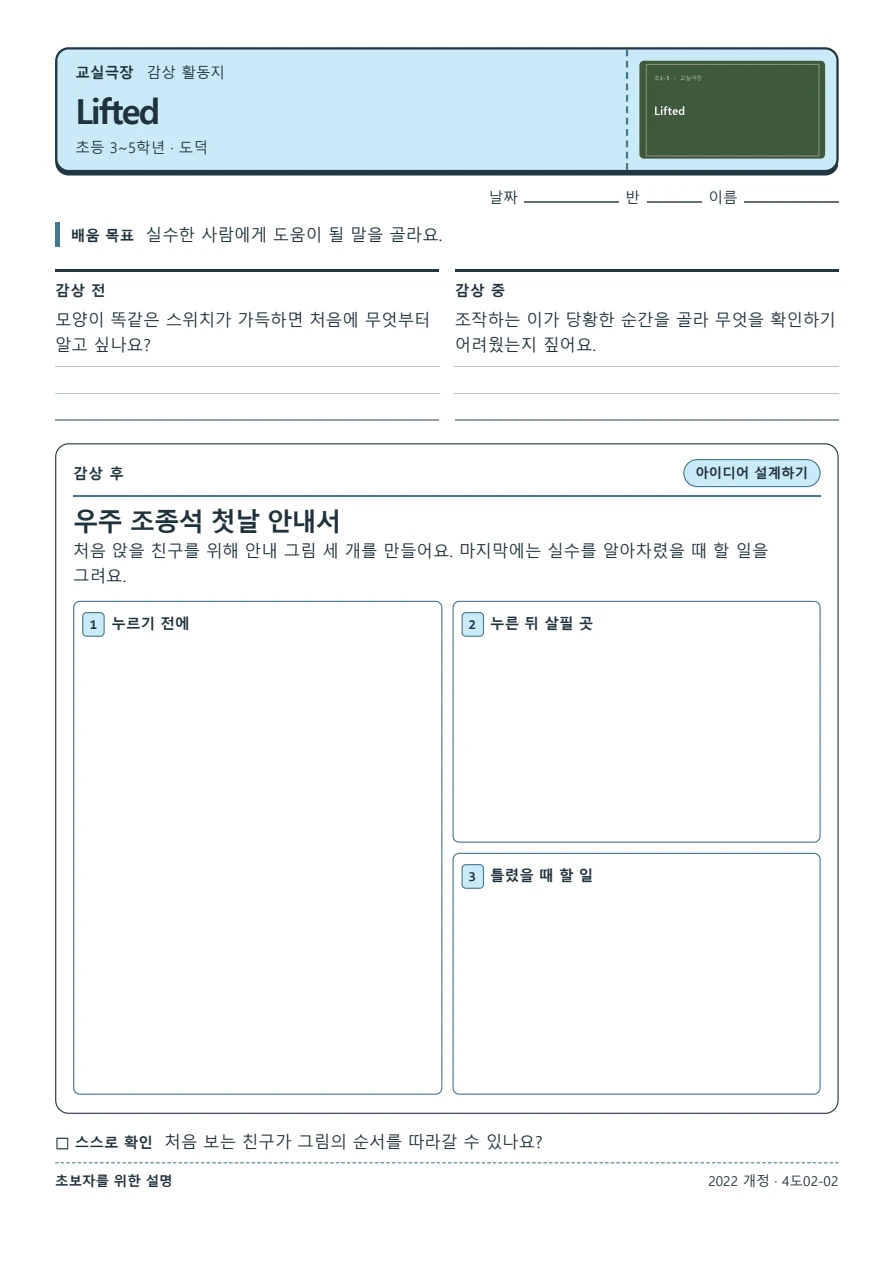 교실극장 감상 활동지
Lifted
초등 3~5학년 · 도덕
초3-5 / 교실극장
Lifted
날짜 반 이름
배움 목표 실수한 사람에게 도움이 될 말을 골라요.
감상 전
모양이 똑같은 스위치가 가득하면 처음에 무엇부터
알고 싶나요?
감상 중
조작하는 이가 당황한 순간을 골라 무엇을 확인하기
어려웠는지 짚어요.
감상 후
아이디어 설계하기
우주 조종석 첫날 안내서
처음 앉을 친구를 위해 안내 그림 세 개를 만들어요. 마지막에는 실수를 알아차렸을 때 할 일을
그려요.
1 누르기 전에
2 누른 뒤 살필 곳
3 틀렸을 때 할 일
□ 스스로 확인 처음 보는 친구가 그림의 순서를 따라갈 수 있나요?
초보자를 위한 설명
2022 개정 · 4도02-02